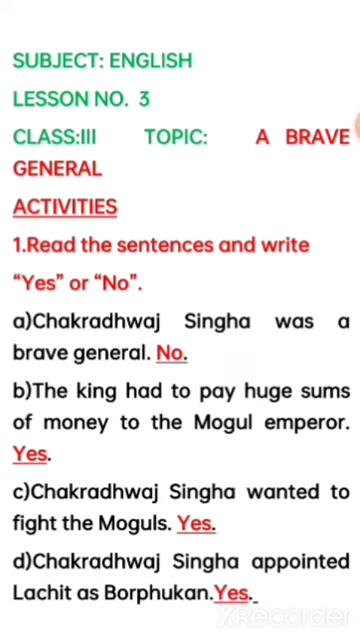 SUBJECT: ENGLISH
LESSON NO. 3
CLASS:III TOPIC: A BRAVE
GENERAL
ACTIVITIES
1.Read the sentences and write
“Yes” or “No”.
a)Chakradhwaj Singha was a
brave general. No.
b)The king had to pay huge sums
of money to the Mogul emperor.
Yes.
c)Chakradhwaj Singha wanted to
fight the Moguls. Yes.
d)Chakradhwaj Singha appointed
Lachit as Borphukan.Yes.
XRecorder